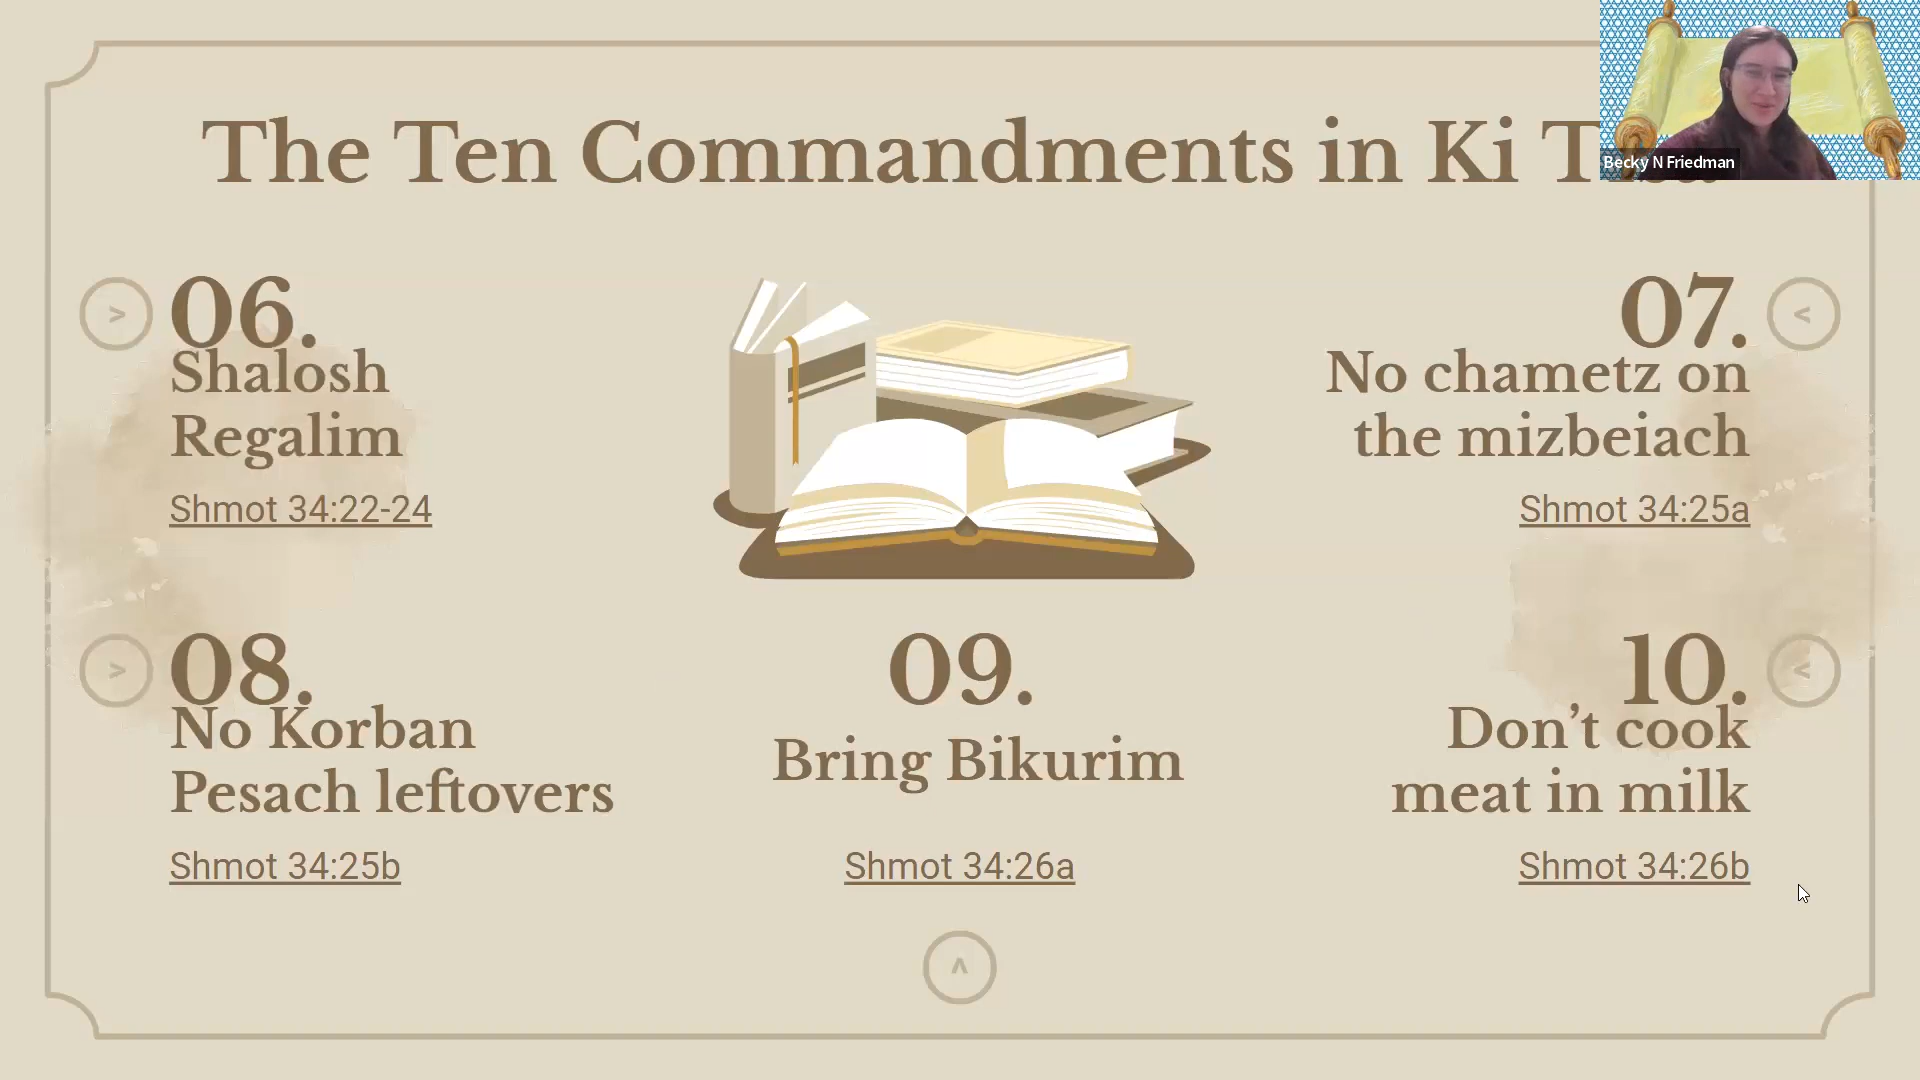 The Ten Commandments in Ki
Becky N Friedman
06.
Shalosh
Regalim
Shmot 34:22-24
07.
No chametz on
the mizbeiach
Shmot 34:25a
08.
No Korban
Pesach leftovers
Shmot 34:25b
09.
Bring Bikurim
Shmot 34:26a
10.
Don’t cook
meat in milk
Shmot 34:26b